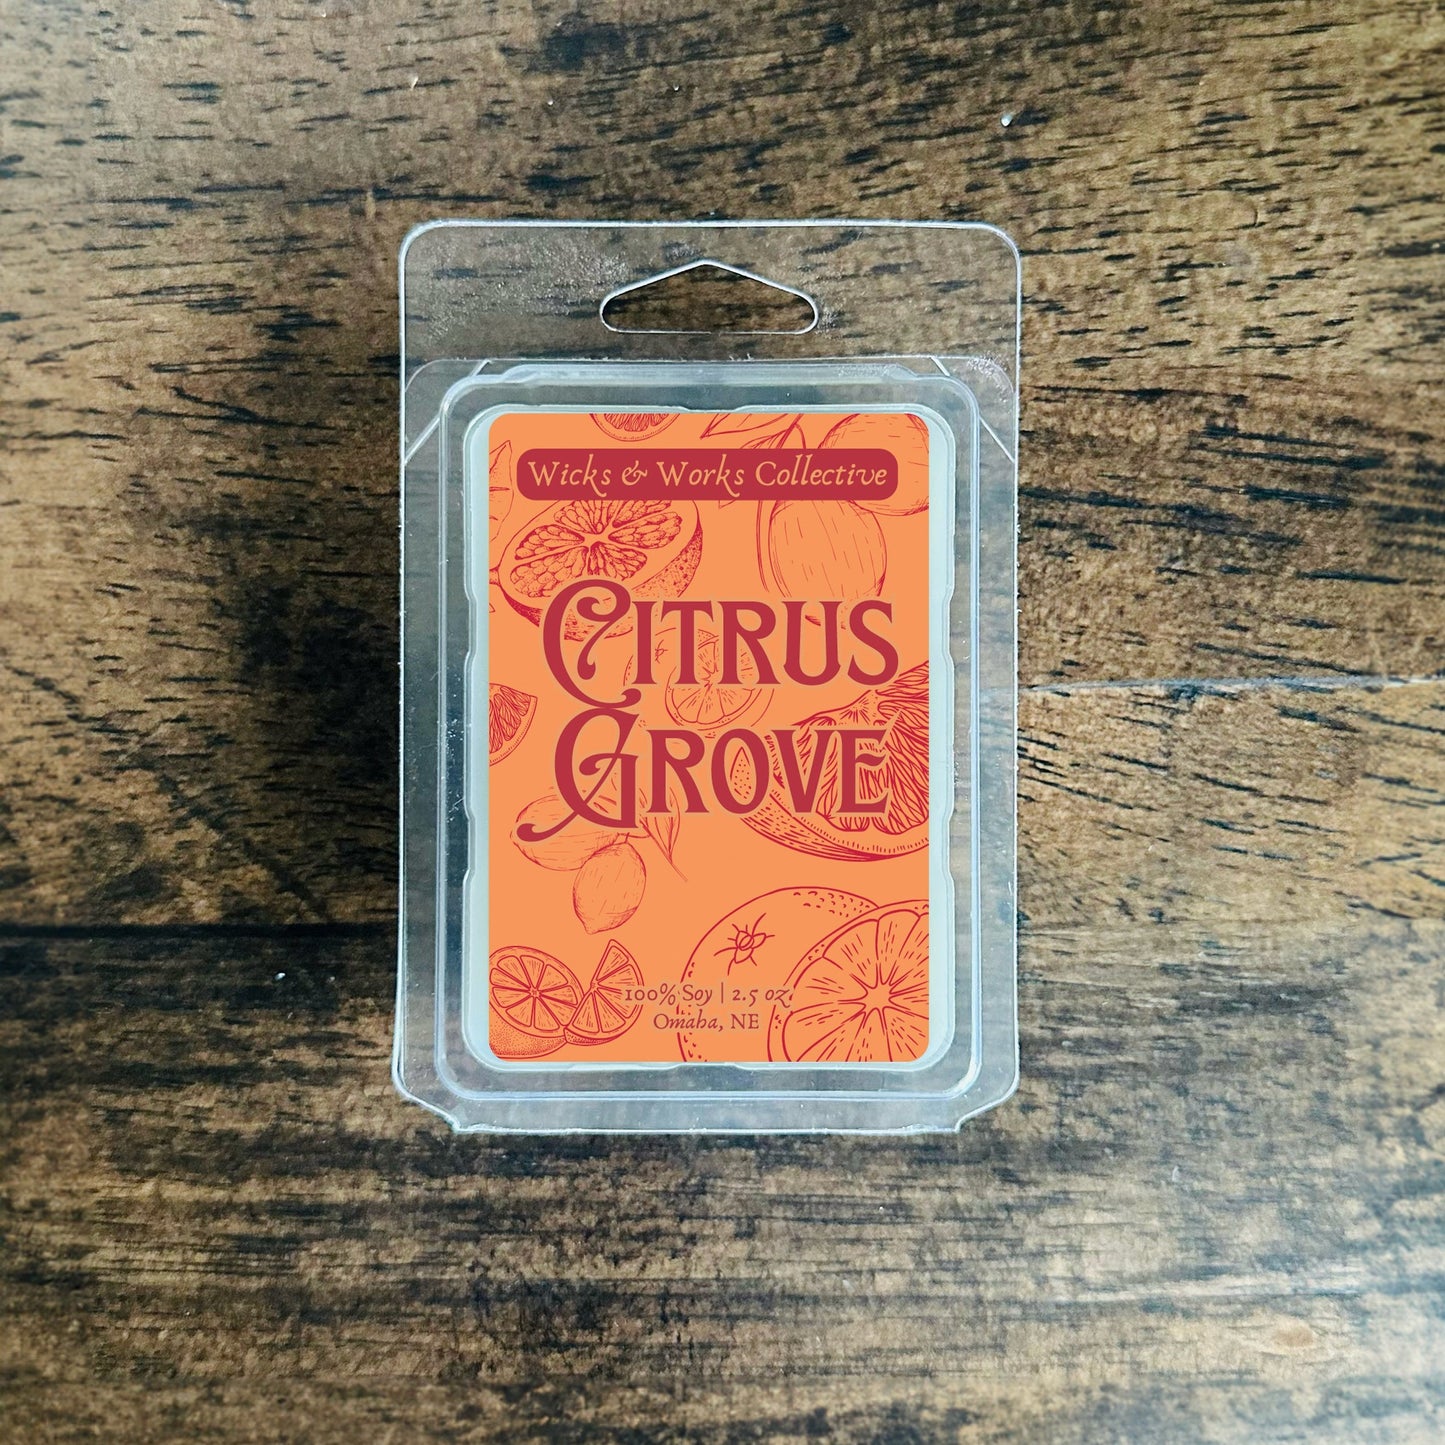 Wicks & Works Collective
CITRUS
GROVE
100% Soy | 2.5 oz
Omaha, NE